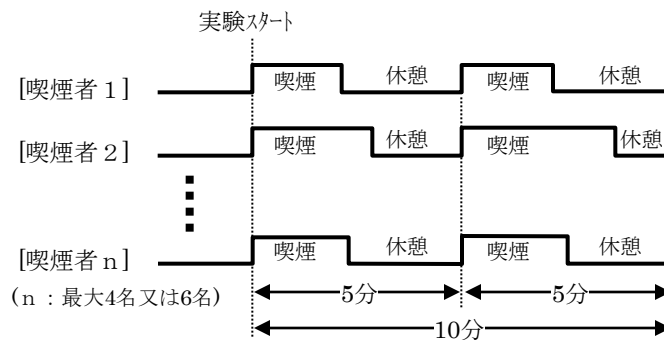 実験スタート
[喫煙者1] 喫煙 休憩 喫煙 休憩
[喫煙者2] 喫煙 休憩 喫煙 休憩
[喫煙者n] 喫煙 休憩 喫煙 休憩
(n:最大4名又は6名) 5分 5分
10分